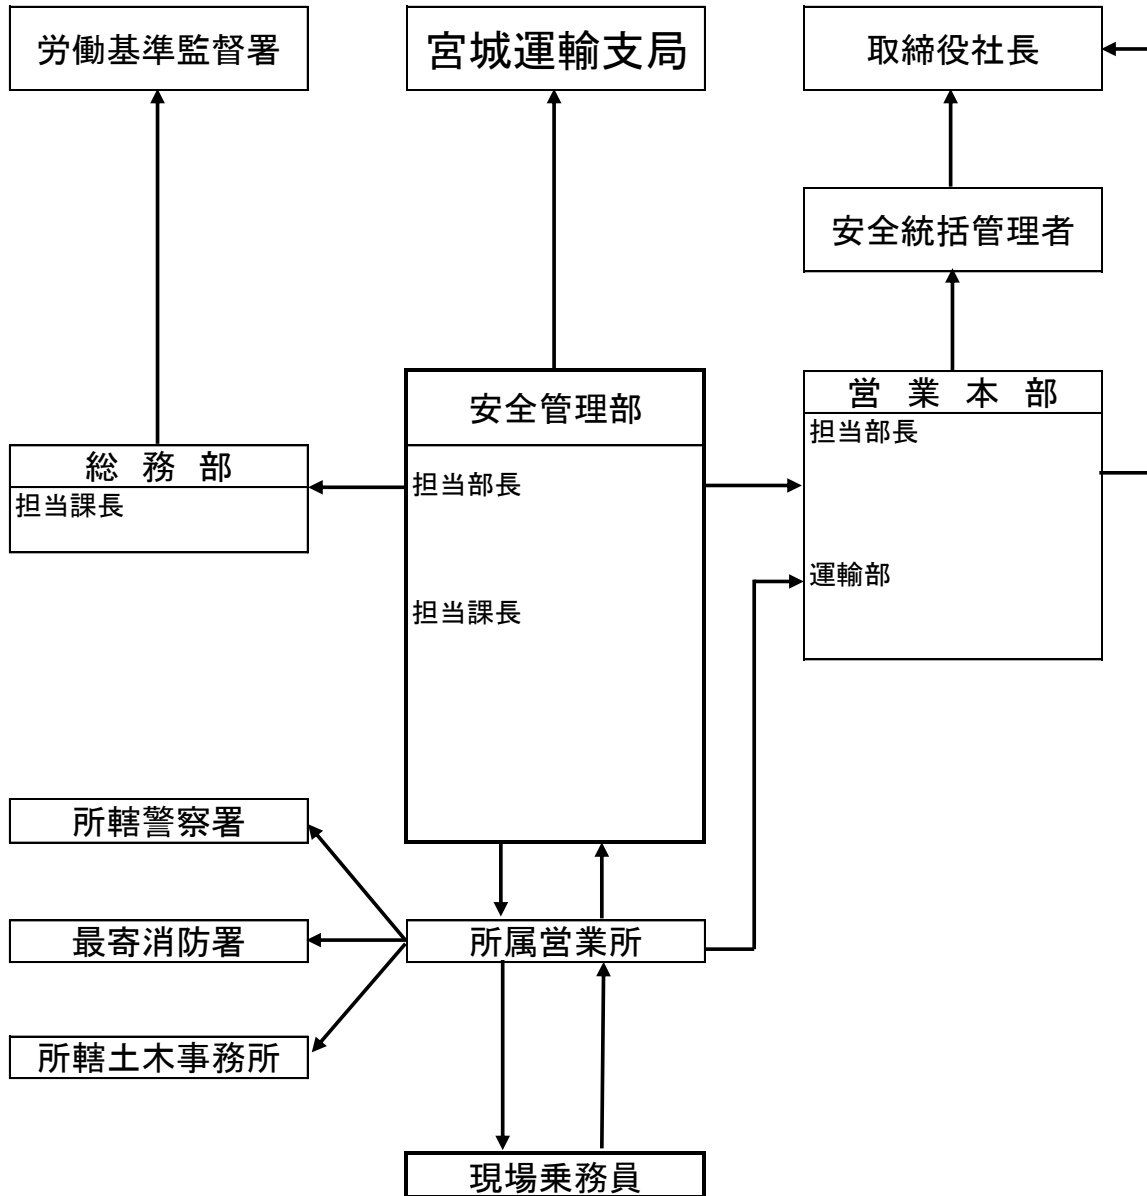 労働基準監督署
宮城運輸支局
取締役社長
安全統括管理者
安全管理部
担当部長
担当課長
営業本部
担当部長
運輸部
総務部
担当課長
所轄警察署
最寄消防署
所属営業所
所轄土木事務所
現場乗務員